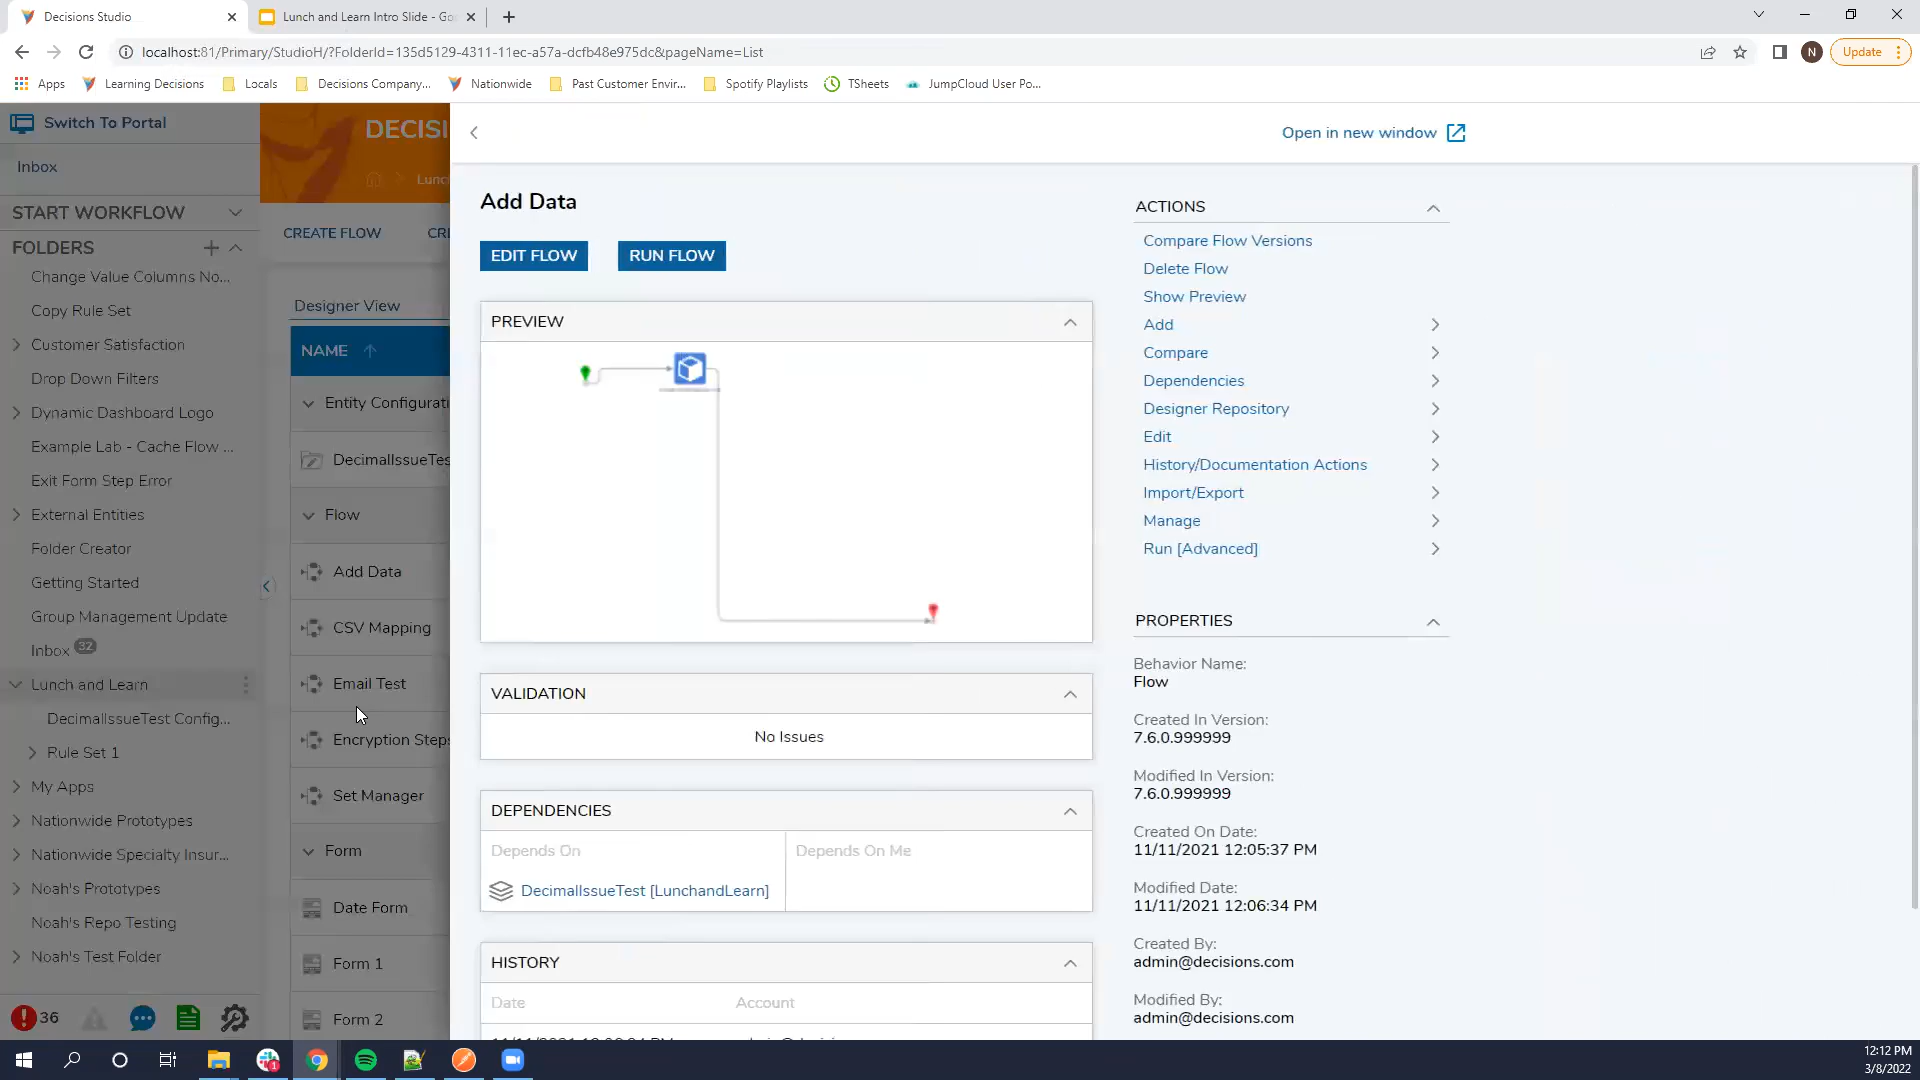 Decisions Studio
Lunch and Learn Intro Slide - Go
localhost:81/Primary/StudioH/?FolderId=135d5129-4311-11ec-a57a-dcfb48e975dc&pageName=List
N
Update
Apps
Learning Decisions
Locals
Decisions Company...
Nationwide
Past Customer Envir...
Spotify Playlists
TSheets
JumpCloud User Po...
Switch To Portal
Inbox
START WORKFLOW
FOLDERS
Change Value Columns No...
Copy Rule Set
Customer Satisfaction
Drop Down Filters
Dynamic Dashboard Logo
Example Lab - Cache Flow ...
Exit Form Step Error
External Entities
Folder Creator
Getting Started
Group Management Update
Inbox 32
Lunch and Learn
DecimalIssueTest Config...
Rule Set 1
My Apps
Nationwide Prototypes
Nationwide Specialty Insur...
Noah's Prototypes
Noah's Repo Testing
Noah's Test Folder
36
DECISI
Lunc
CREATE FLOW
CRE
Designer View
NAME
Entity Configurati
DecimalIssueTes
Flow
Add Data
CSV Mapping
Email Test
Encryption Steps
Set Manager
Form
Date Form
Form 1
Form 2
Open in new window
Add Data
EDIT FLOW
RUN FLOW
PREVIEW
VALIDATION
No Issues
DEPENDENCIES
Depends On
Depends On Me
DecimalIssueTest [LunchandLearn]
HISTORY
Date
Account
ACTIONS
Compare Flow Versions
Delete Flow
Show Preview
Add
Compare
Dependencies
Designer Repository
Edit
History/Documentation Actions
Import/Export
Manage
Run [Advanced]
PROPERTIES
Behavior Name:
Flow
Created In Version:
7.6.0.999999
Modified In Version:
7.6.0.999999
Created On Date:
11/11/2021 12:05:37 PM
Modified Date:
11/11/2021 12:06:34 PM
Created By:
admin@decisions.com
Modified By:
admin@decisions.com
12:12 PM
3/8/2022